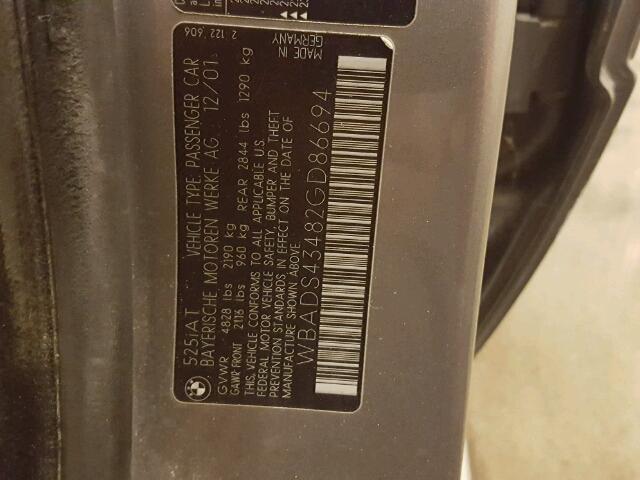 525iAT VEHICLE TYPE: PASSENGER CAR 2 122 606
BAYERISCHE MOTOREN WERKE AG 12/01
GVWR 4828 lbs 2190 kg
GAWR FRONT 2116 lbs 960 kg REAR 2844 lbs 1290 kg
THIS VEHICLE CONFORMS TO ALL APPLICABLE U.S.
FEDERAL MOTOR VEHICLE SAFETY, BUMPER AND THEFT
PREVENTION STANDARDS IN EFFECT ON THE DATE OF
MANUFACTURE SHOWN ABOVE.
MADE IN
GERMANY
WBADS43482GD86694